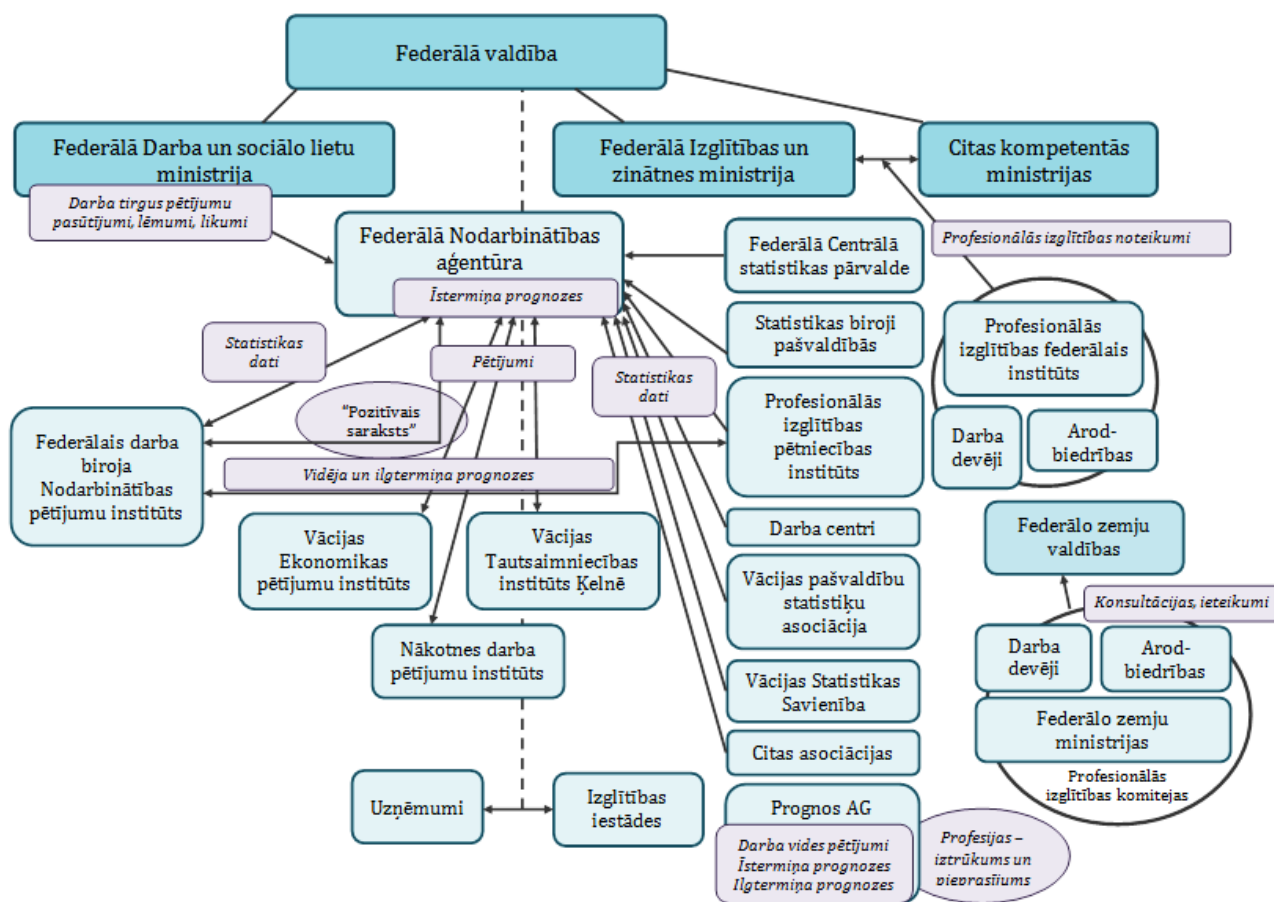 Federālā valdība
Federālā Darba un sociālo lietu
ministrija
Federālā Izglītības un
zinātnes ministrija
Citas kompetentās
ministrijas
Darba tirgus pētījumu
pasūtījumi, lēmumi, likumi
Federālā Nodarbinātības
aģentūra
Īstermiņa prognozes
Federālā Centrālā
statistikas pārvalde
Profesionālās izglītības noteikumi
Statistikas biroji
pašvaldībās
Profesionālās
izglītības federālais
institūts
Darba
devēji
Arod-
biedrības
Statistikas
dati
Pētījumi
Statistikas
dati
"Pozitīvais
saraksts"
Profesionālās
izglītības
pētniecības
institūts
Federālais darba
biroja
Nodarbinātības
pētījumu institūts
Vidēja un ilgtermiņa prognozes
Vācijas
Ekonomikas
pētījumu institūts
Vācijas
Tautsaimniecības
institūts Ķelnē
Darba centri
Federālo zemju
valdības
Vācijas pašvaldību
statistiķu
asociācija
Konsultācijas, ieteikumi
Nākotnes darba
pētījumu institūts
Darba
devēji
Arod-
biedrības
Vācijas Statistikas
Savienība
Federālo zemju
ministrijas
Profesionālās
izglītības komitejas
Citas asociācijas
Uzņēmumi
Izglītības
iestādes
Prognos AG
Darba vides pētījumi
Īstermiņa prognozes
Ilgtermiņa prognozes
Profesijas –
iztrūkums un
pieprasījums